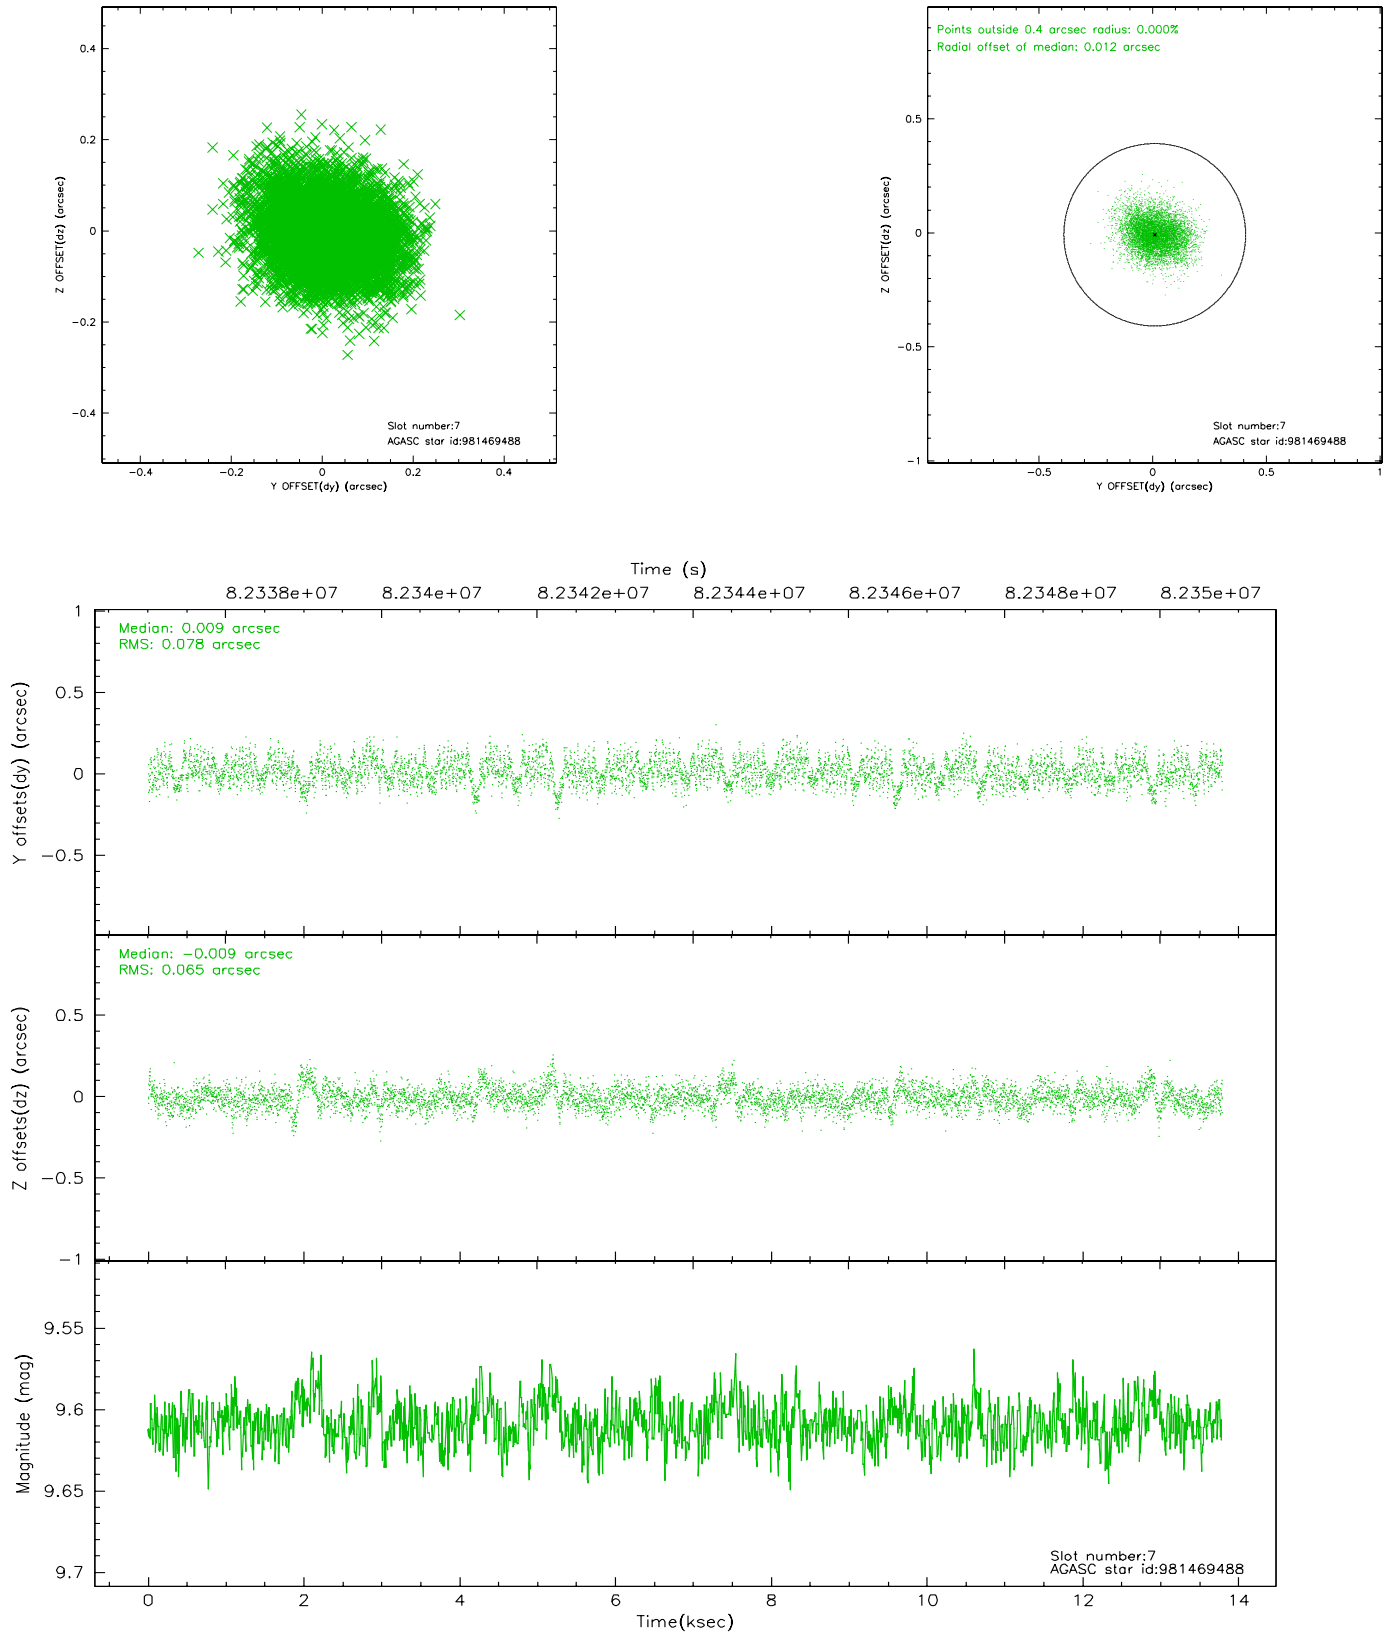 0.4
0.2
0
−0.2
−0.4
Z OFFSET(dz) (arcsec)
Slot number:7
AGASC star id:981469488
−0.4 −0.2 0 0.2 0.4
Y OFFSET(dy) (arcsec)
Points outside 0.4 arcsec radius: 0.000%
Radial offset of median: 0.012 arcsec
0.5
0
−0.5
−1
Z OFFSET(dz) (arcsec)
Slot number:7
AGASC star id:981469488
−0.5 0 0.5 1
Y OFFSET(dy) (arcsec)
Time (s)
8.2338e+07 8.234e+07 8.2342e+07 8.2344e+07 8.2346e+07 8.2348e+07 8.235e+07
1
Median: 0.009 arcsec
RMS: 0.078 arcsec
0.5
0
−0.5
Y offsets(dy) (arcsec)
Median: −0.009 arcsec
RMS: 0.065 arcsec
0.5
0
−0.5
−1
Z offsets(dz) (arcsec)
9.55
9.6
9.65
9.7
Magnitude (mag)
Slot number:7
AGASC star id:981469488
0 2 4 6 8 10 12 14
Time(ksec)